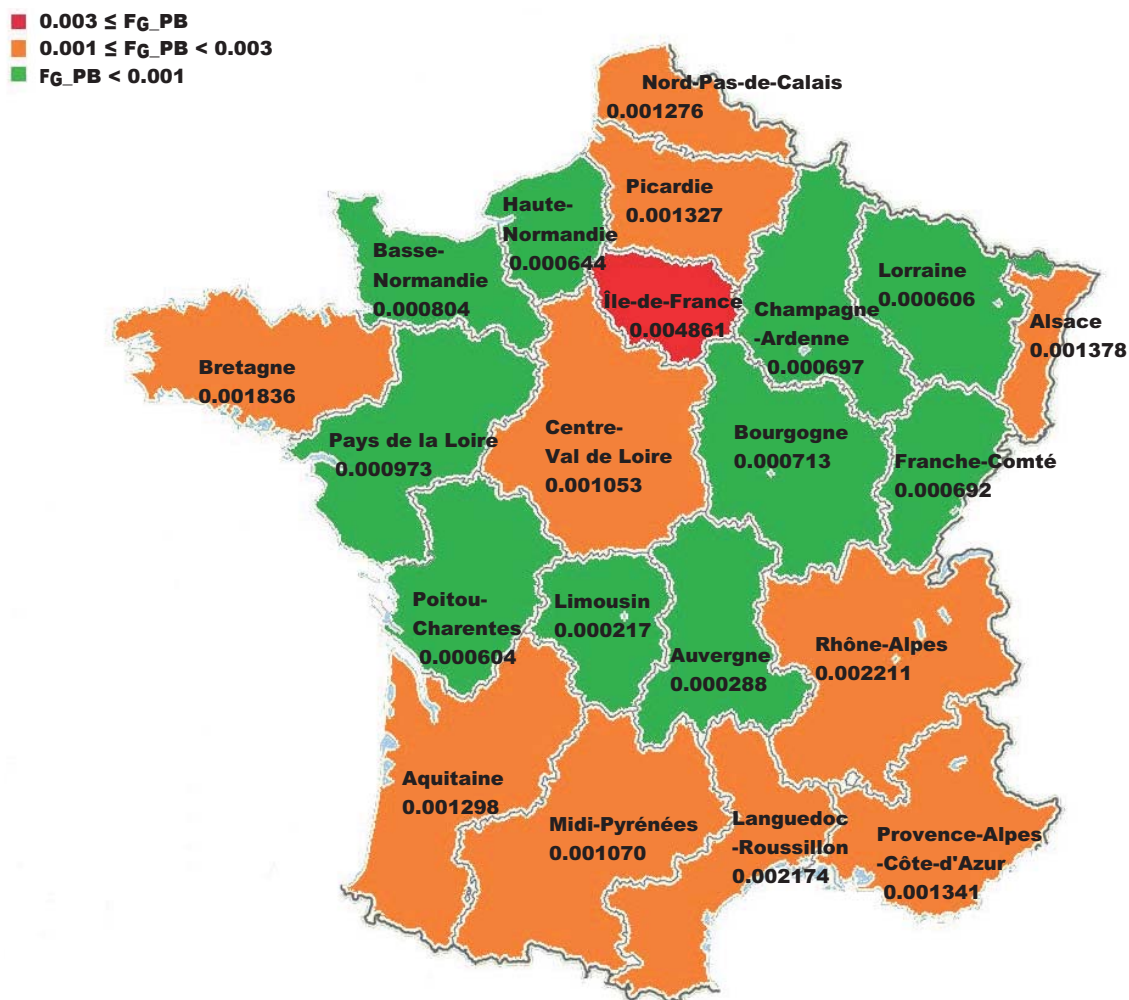 0.003 ≤ FG_PB
0.001 ≤ FG_PB < 0.003
FG_PB < 0.001
Nord-Pas-de-Calais
0.001276
Picardie
0.001327
Haute-
Normandie
0.000644
Basse-
Normandie
0.000804
Île-de-France
0.004861
Champagne
-Ardenne
0.000697
Lorraine
0.000606
Alsace
0.001378
Bretagne
0.001836
Pays de la Loire
0.000973
Centre-
Val de Loire
0.001053
Bourgogne
0.000713
Franche-Comté
0.000692
Poitou-
Charentes
0.000604
Limousin
0.000217
Auvergne
0.000288
Rhône-Alpes
0.002211
Aquitaine
0.001298
Midi-Pyrénées
0.001070
Languedoc
-Roussillon
0.002174
Provence-Alpes
-Côte-d'Azur
0.001341